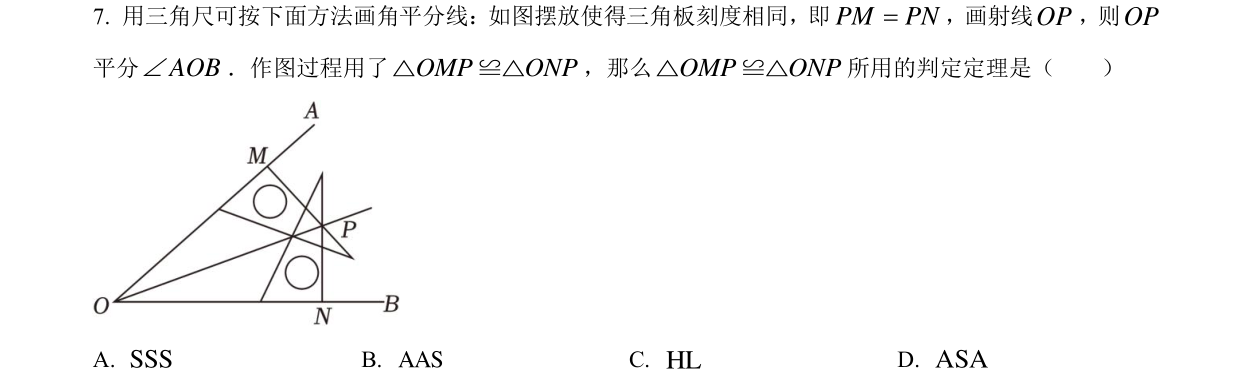 7. 用三角尺可按下面方法画角平分线：如图摆放使得三角板刻度相同，即 PM = PN ，画射线 OP ，则 OP
平分∠AOB ．作图过程用了 △OMP ≌△ONP ，那么 △OMP ≌△ONP 所用的判定定理是（　　）
A
M
P
O
N
B
A. SSS B. AAS C. HL D. ASA